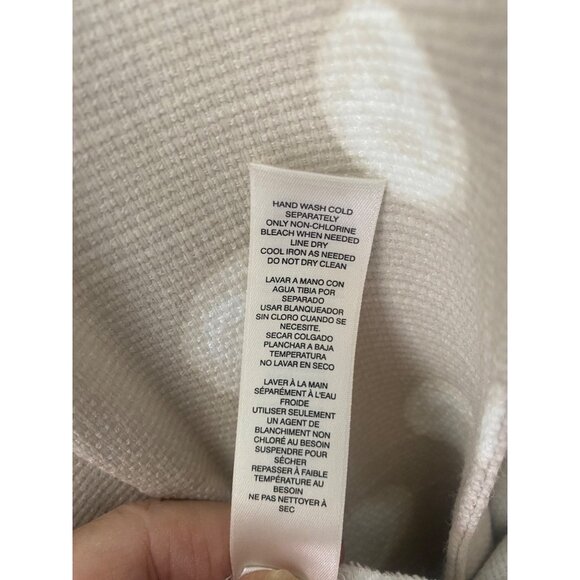 HAND WASH COLD
SEPARATELY
ONLY NON-CHLORINE
BLEACH WHEN NEEDED
LINE DRY
COOL IRON AS NEEDED
DO NOT DRY CLEAN
LAVAR A MANO CON
AGUA TIBIA POR
SEPARADO
USAR BLANQUEADOR
SIN CLORO CUANDO SE
NECESITE.
SECAR COLGADO
PLANCHAR A BAJA
TEMPERATURA
NO LAVAR EN SECO
LAVER À LA MAIN
SÉPARÉMENT À L'EAU
FROIDE
UTILISER SEULEMENT
UN AGENT DE
BLANCHIMENT NON
CHLORÉ AU BESOIN
SUSPENDRE POUR
SÉCHER
REPASSER À FAIBLE
TEMPÉRATURE AU
BESOIN
NE PAS NETTOYER À
SEC